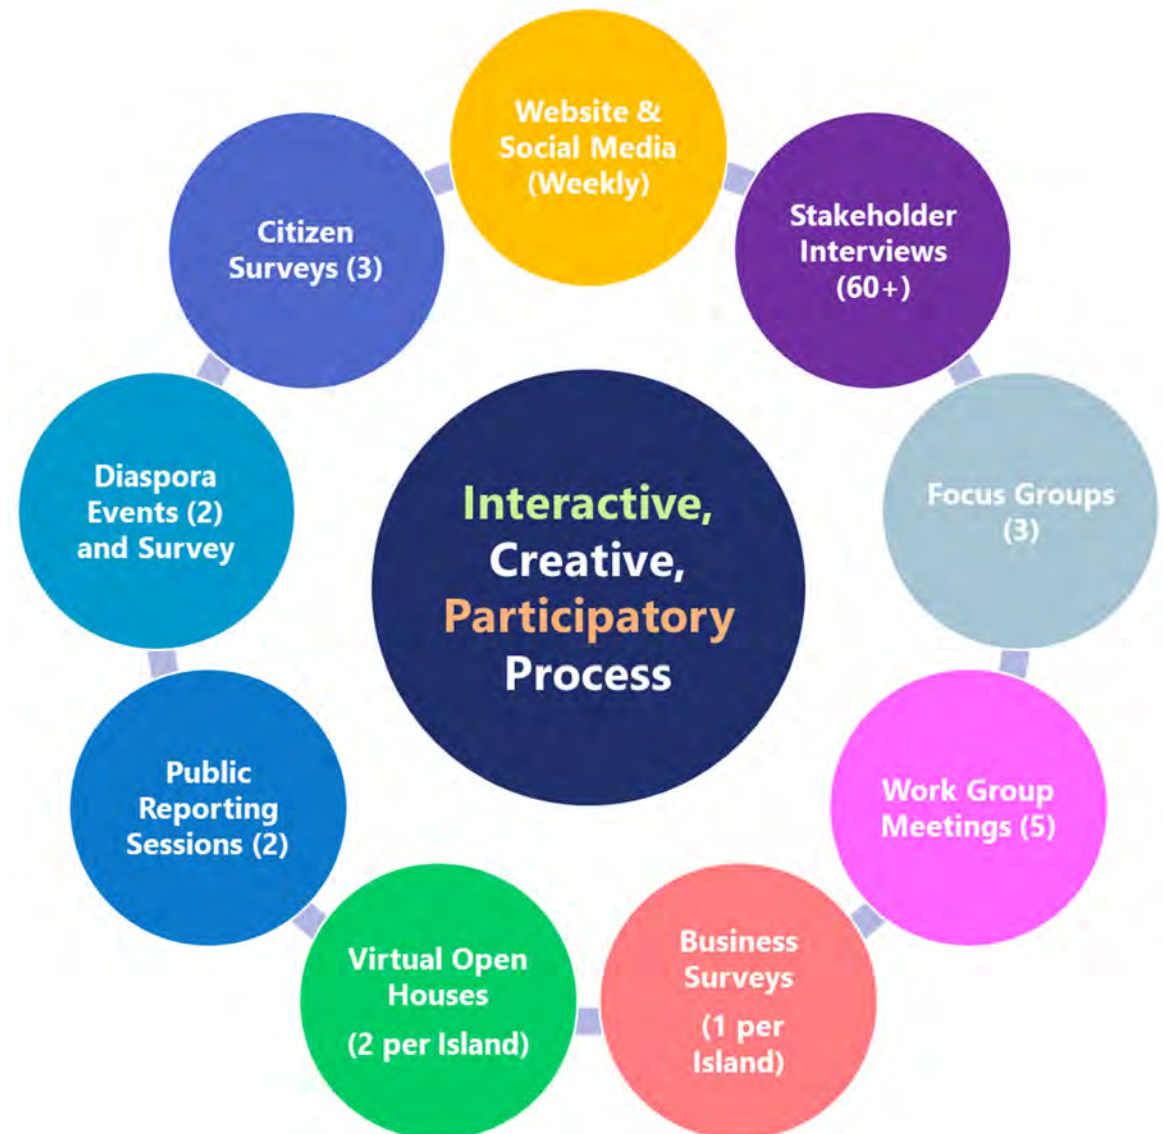 Website &
Social Media
(Weekly)
Stakeholder
Interviews
(60+)
Focus Groups
(3)
Work Group
Meetings (5)
Business
Surveys
(1 per
Island)
Virtual Open
Houses
(2 per Island)
Public
Reporting
Sessions (2)
Diaspora
Events (2)
and Survey
Citizen
Surveys (3)
Interactive,
Creative,
Participatory
Process